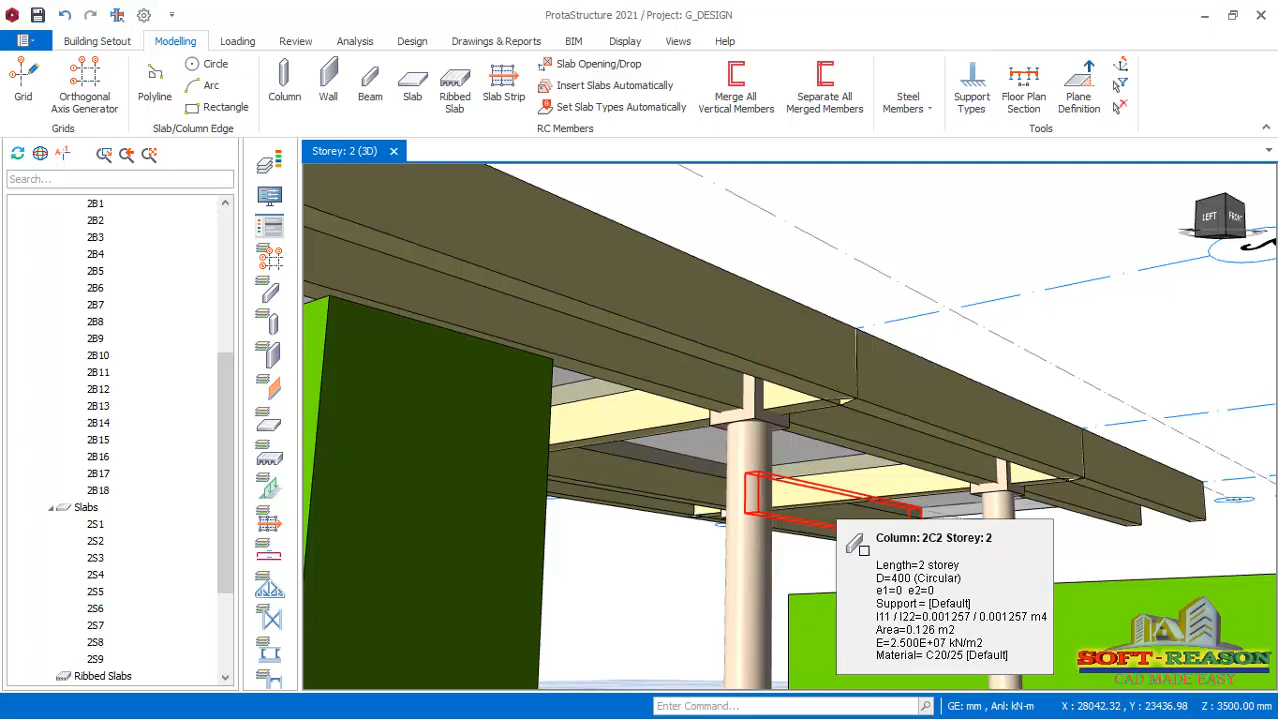 ProtaStructure 2021 / Project: G_DESIGN
Building Setout
Modelling
Loading
Review
Analysis
Design
Drawings & Reports
BIM
Display
Views
Help
Grid
Orthogonal
Axis Generator
Grids
Polyline
Circle
Arc
Rectangle
Slab/Column Edge
Column
Wall
Beam
Slab
Ribbed
Slab
Slab Strip
Slab Opening/Drop
Insert Slabs Automatically
Set Slab Types Automatically
RC Members
Merge All
Vertical Members
Separate All
Merged Members
Steel
Members
Support
Types
Floor Plan
Section
Plane
Definition
Tools
Search...
2B1
2B2
2B3
2B4
2B5
2B6
2B7
2B8
2B9
2B10
2B11
2B12
2B13
2B14
2B15
2B16
2B17
2B18
Slabs
2S1
2S2
2S3
2S4
2S5
2S6
2S7
2S8
2S9
Ribbed Slabs
Storey: 2 (3D)
LEFT
FRONT
Column: 2C2 Storey: 2
Length=2 storey
D=400 (Circular)
e1=0 e2=0
Support = [Default]
I11 / I22=0.001257 / 0.001257 m4
Area=0.126 m2
E=2.500E+07 kN/m2
Material= C20/25 [Default]
SOFT-REASON
CAD MADE EASY
Enter Command...
GE: mm, Anl: kN-m
X : 28042.32 , Y : 23436.98
Z : 3500.00 mm